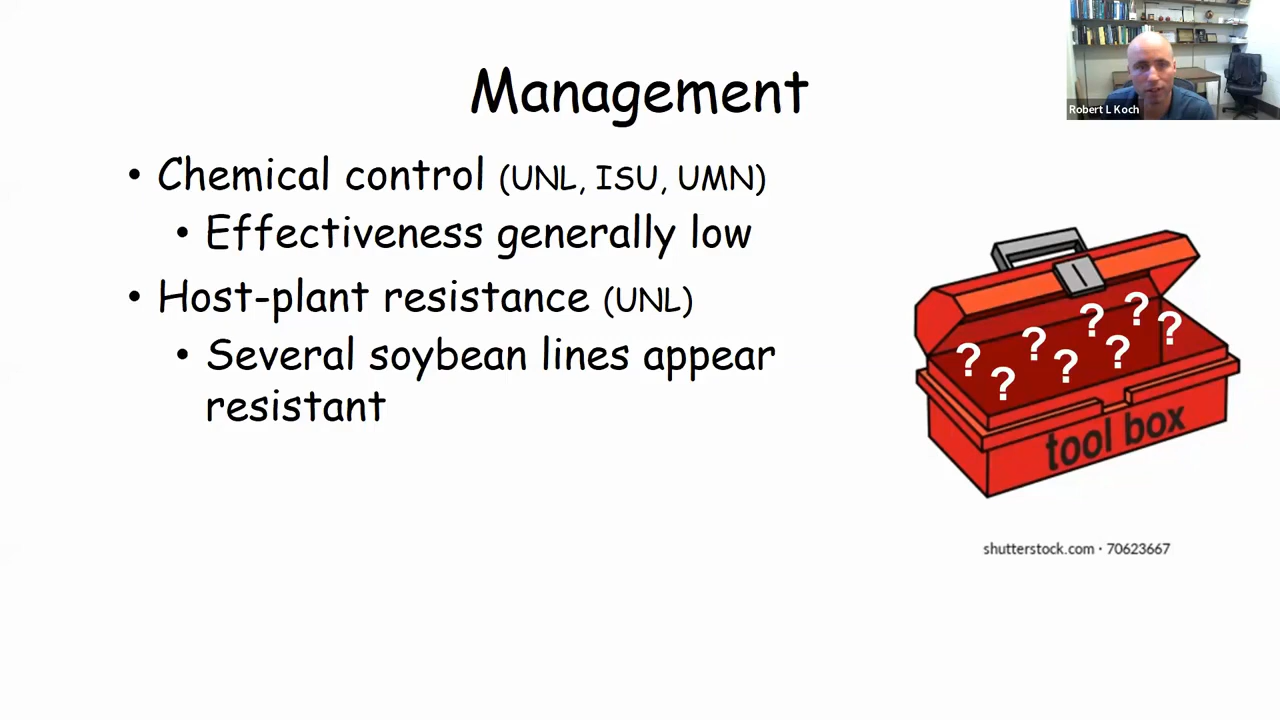 Management
Robert L Koch
• Chemical control (UNL, ISU, UMN)
• Effectiveness generally low
• Host-plant resistance (UNL)
• Several soybean lines appear
resistant
? ? ? ? ? ? ? ?
tool box
shutterstock.com · 70623667